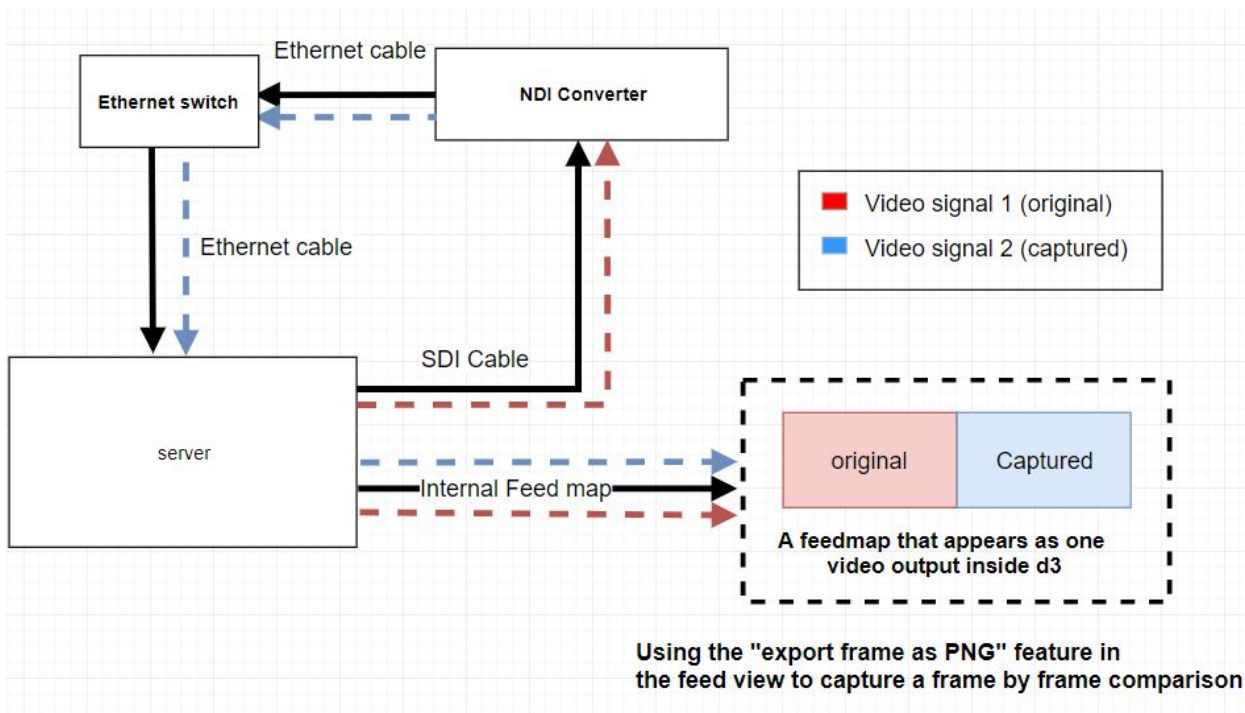 Ethernet cable
Ethernet switch
NDI Converter
Video signal 1 (original)
Video signal 2 (captured)
Ethernet cable
SDI Cable
server
Internal Feed map
original
Captured
A feedmap that appears as one
video output inside d3
Using the "export frame as PNG" feature in
the feed view to capture a frame by frame comparison